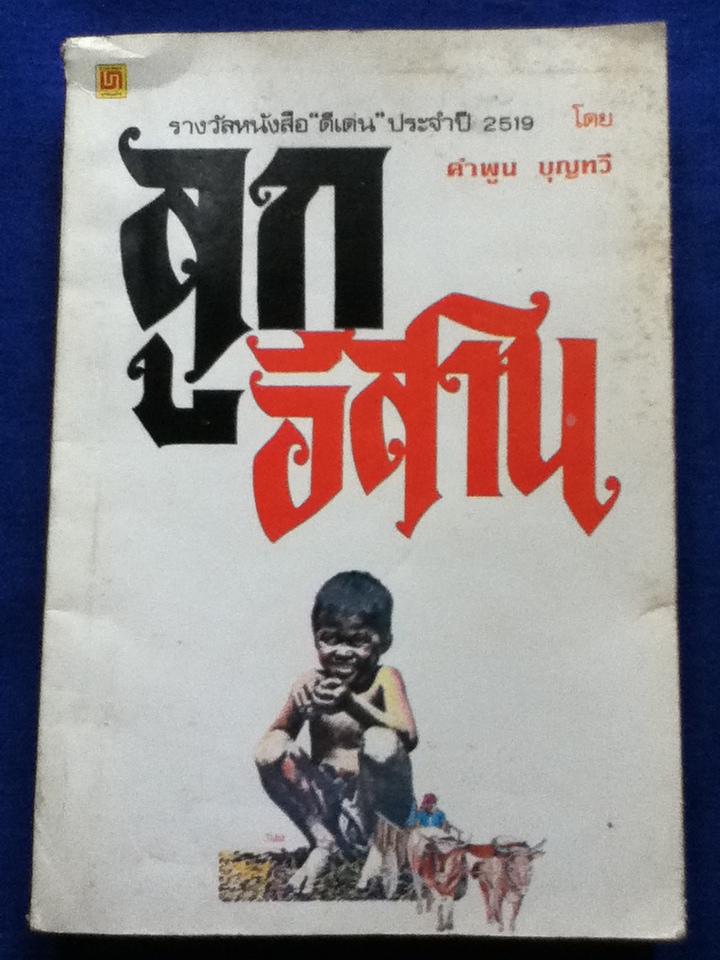 รางวัลหนังสือ"ดีเด่น"ประจำปี 2519 โดย
คำพูน บุญทวี
ลูก
อีสาน